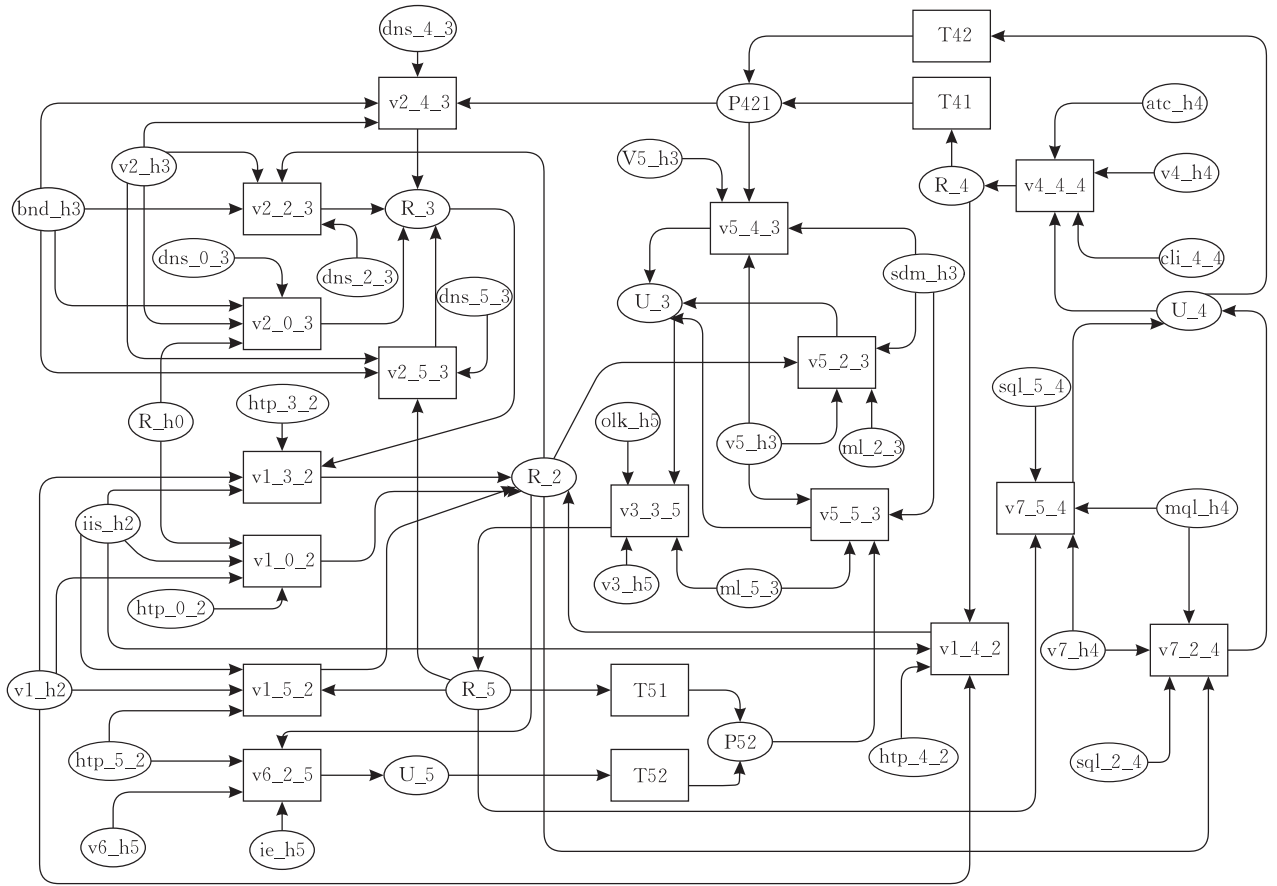 dns_4_3
T42
v2_4_3
P421
T41
atc_h4
v2_h3
V5_h3
v4_h4
R_4
v4_4_4
bnd_h3
v2_2_3
R_3
v5_4_3
dns_0_3
dns_2_3
sdm_h3
cli_4_4
dns_5_3
U_3
U_4
v2_0_3
v2_5_3
v5_2_3
sql_5_4
htp_3_2
R_h0
olk_h5
v5_h3
ml_2_3
v1_3_2
R_2
iis_h2
v3_3_5
v5_5_3
v7_5_4
mql_h4
v1_0_2
v3_h5
ml_5_3
htp_0_2
v1_4_2
v7_h4
v7_2_4
v1_h2
v1_5_2
R_5
T51
P52
htp_5_2
htp_4_2
sql_2_4
v6_2_5
U_5
T52
v6_h5
ie_h5